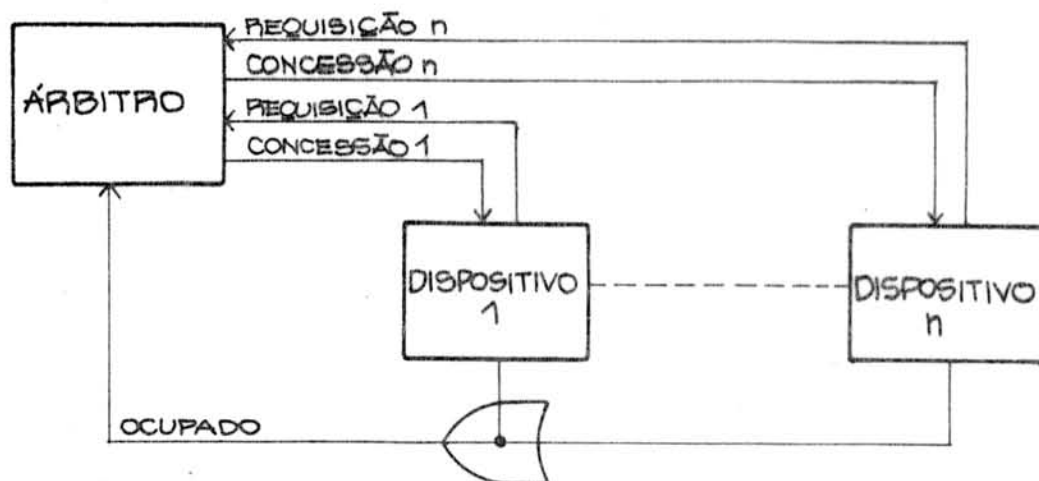 REQUISIÇÃO n
CONCESSÃO n
ÁRBITRO
REQUISIÇÃO 1
CONCESSÃO 1
DISPOSITIVO
1
DISPOSITIVO
n
OCUPADO